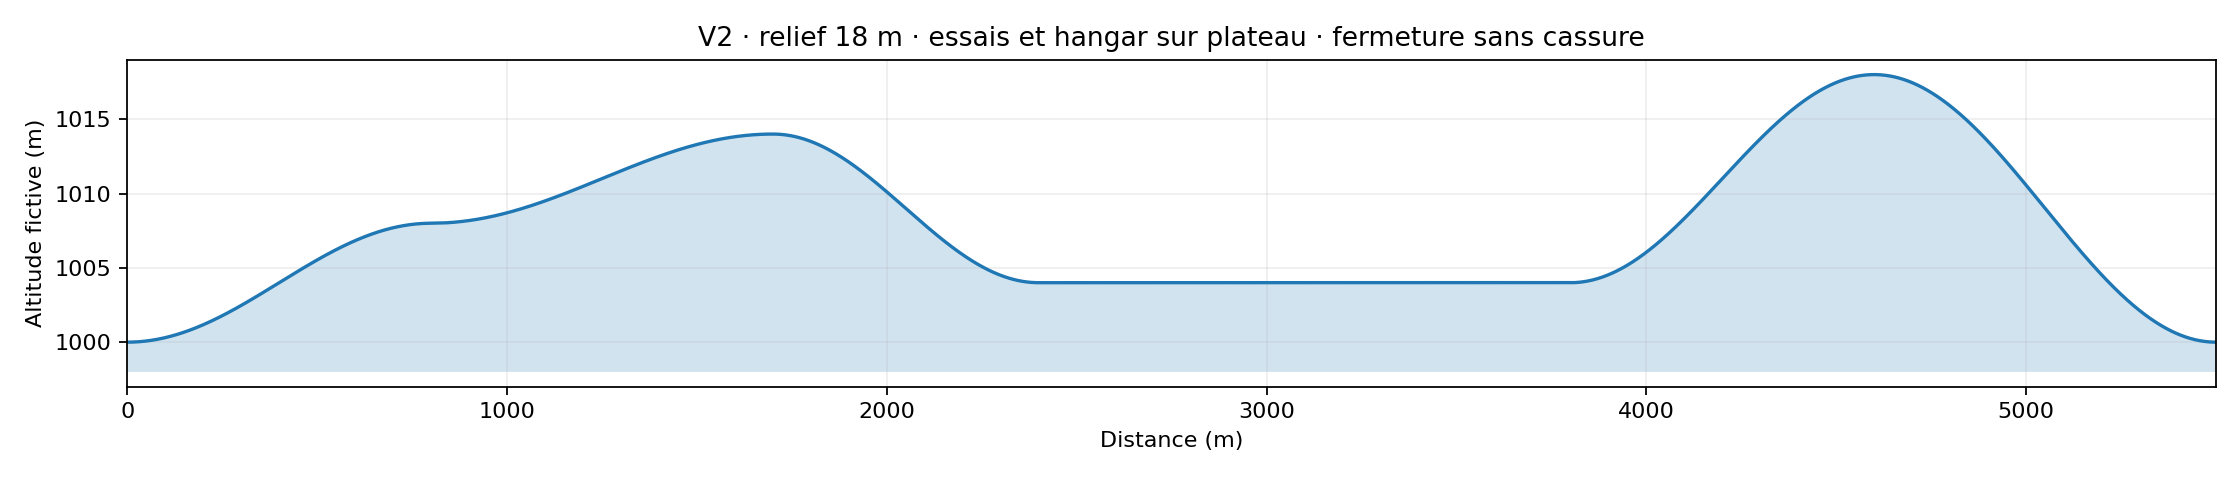 V2 · relief 18 m · essais et hangar sur plateau · fermeture sans cassure
Altitude fictive (m)
1015
1010
1005
1000
0 1000 2000 3000 4000 5000
Distance (m)